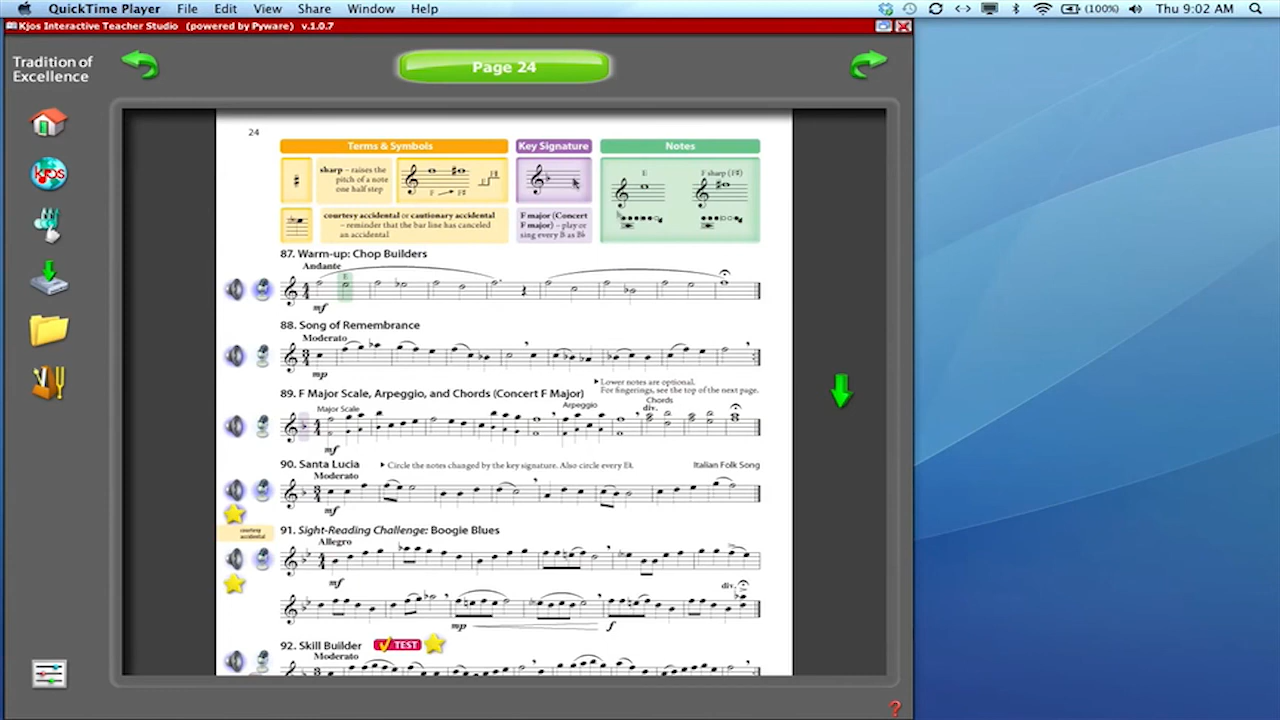 QuickTime Player File Edit View Share Window Help (100%) Thu 9:02 AM
Kjos Interactive Teacher Studio (powered by Pyware) v.1.0.7
Tradition of
Excellence
Page 24
kjos
24
Terms & Symbols Key Signature Notes
sharp – raises the
pitch of a note
one half step
F F♯
E F sharp (F♯)
courtesy accidental or cautionary accidental
– reminder that the bar line has canceled
an accidental
F major (Concert
F major) – play or
sing every B as B♭
87. Warm-up: Chop Builders
Andante
E
mf
88. Song of Remembrance
Moderato
mp
Lower notes are optional.
For fingerings, see the top of the next page.
89. F Major Scale, Arpeggio, and Chords (Concert F Major)
Major Scale Arpeggio Chords
div.
mf
90. Santa Lucia Circle the notes changed by the key signature. Also circle every E♮. Italian Folk Song
Moderato
mf
courtesy
accidental
91. Sight-Reading Challenge: Boogie Blues
Allegro
mf
div.
mp f
92. Skill Builder TEST
Moderato
?